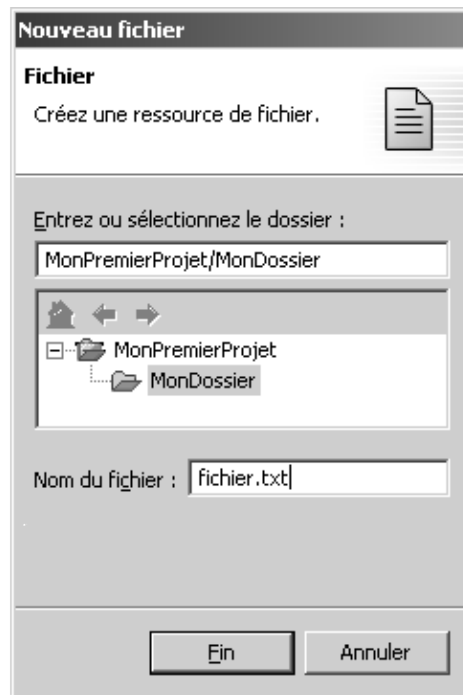 Nouveau fichier
Fichier
Créez une ressource de fichier.
Entrez ou sélectionnez le dossier :
MonPremierProjet/MonDossier
MonPremierProjet
MonDossier
Nom du fichier : fichier.txt
Fin Annuler